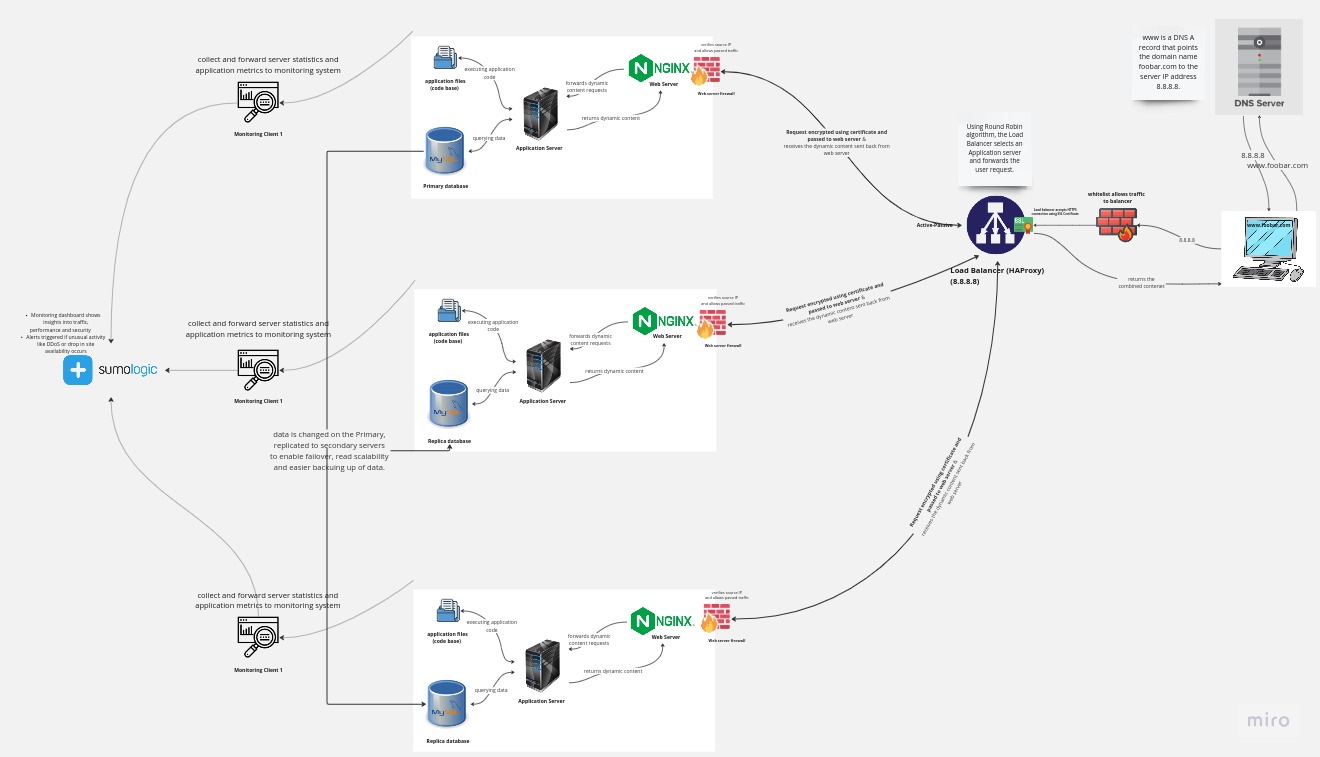 www is a DNS A
record that points
the domain name
foobar.com to the
server IP address
8.8.8.8.
DNS Server
8.8.8.8
www.foobar.com
www.foobar.com
8.8.8.8
returns the
combined contenet
whitelist allows traffic
to balancer
Load balancer accepts HTTPS
connection using SSL Certificate
SSL
Using Round Robin
algorithm, the Load
Balancer selects an
Application server
and forwards the
user request.
Active-Passive
Load Balancer (HAProxy)
(8.8.8.8)
Request encrypted using certificate and
passed to web server &
receives the dynamic content sent back from
web server
Request encrypted using certificate and
passed to web server &
receives the dynamic content sent back from
web server
Request encrypted using certificate and
passed to web server &
receives the dynamic content sent back from
web server
collect and forward server statistics and
application metrics to monitoring system
Monitoring Client 1
application files
(code base)
executing application
code
NGINX
Web Server
verifies source IP
and allows passed traffic
Web server firewall
forwards dynamic
content requests
returns dynamic content
Application Server
querying data
My
Primary database
collect and forward server statistics and
application metrics to monitoring system
Monitoring Client 1
application files
(code base)
executing application
code
NGINX
Web Server
verifies source IP
and allows passed traffic
Web server firewall
forwards dynamic
content requests
returns dynamic content
Application Server
querying data
My
Replica database
data is changed on the Primary,
replicated to secondary servers
to enable failover, read scalability
and easier backuing up of data.
Monitoring dashboard shows
insights into traffic,
performance and security
Alerts triggered if unusual activity
like DDoS or drop in site
availability occurs
sumologic
collect and forward server statistics and
application metrics to monitoring system
Monitoring Client 1
application files
(code base)
executing application
code
NGINX
Web Server
verifies source IP
and allows passed traffic
Web server firewall
forwards dynamic
content requests
returns dynamic content
Application Server
querying data
My
Replica database
miro